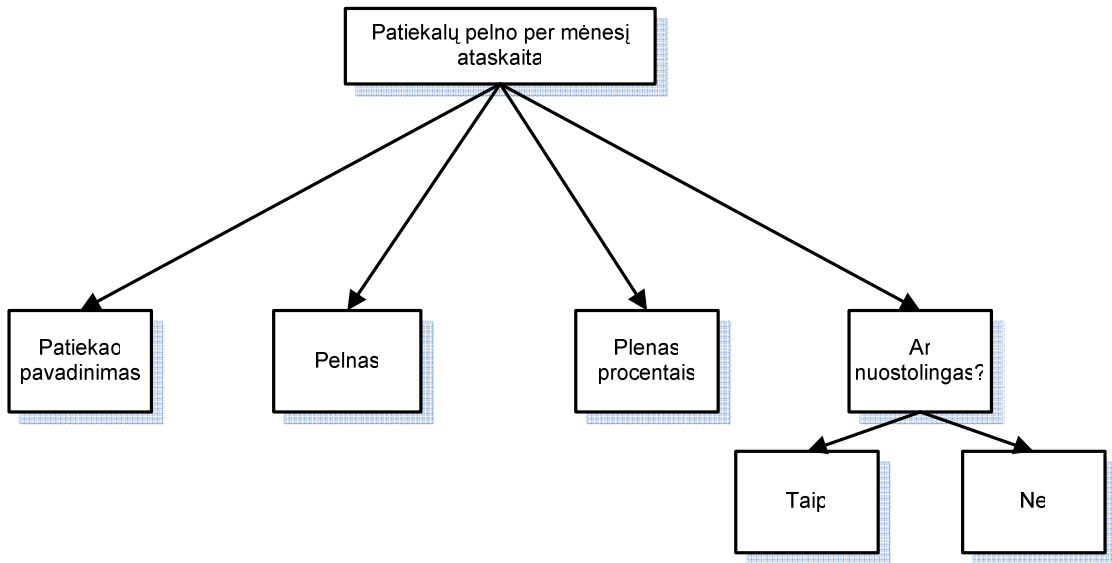 Patiekalų pelno per mėnesį
ataskaita
Patiekao
pavadinimas
Pelnas
Plenas
procentais
Ar
nuostolingas?
Taip
Ne